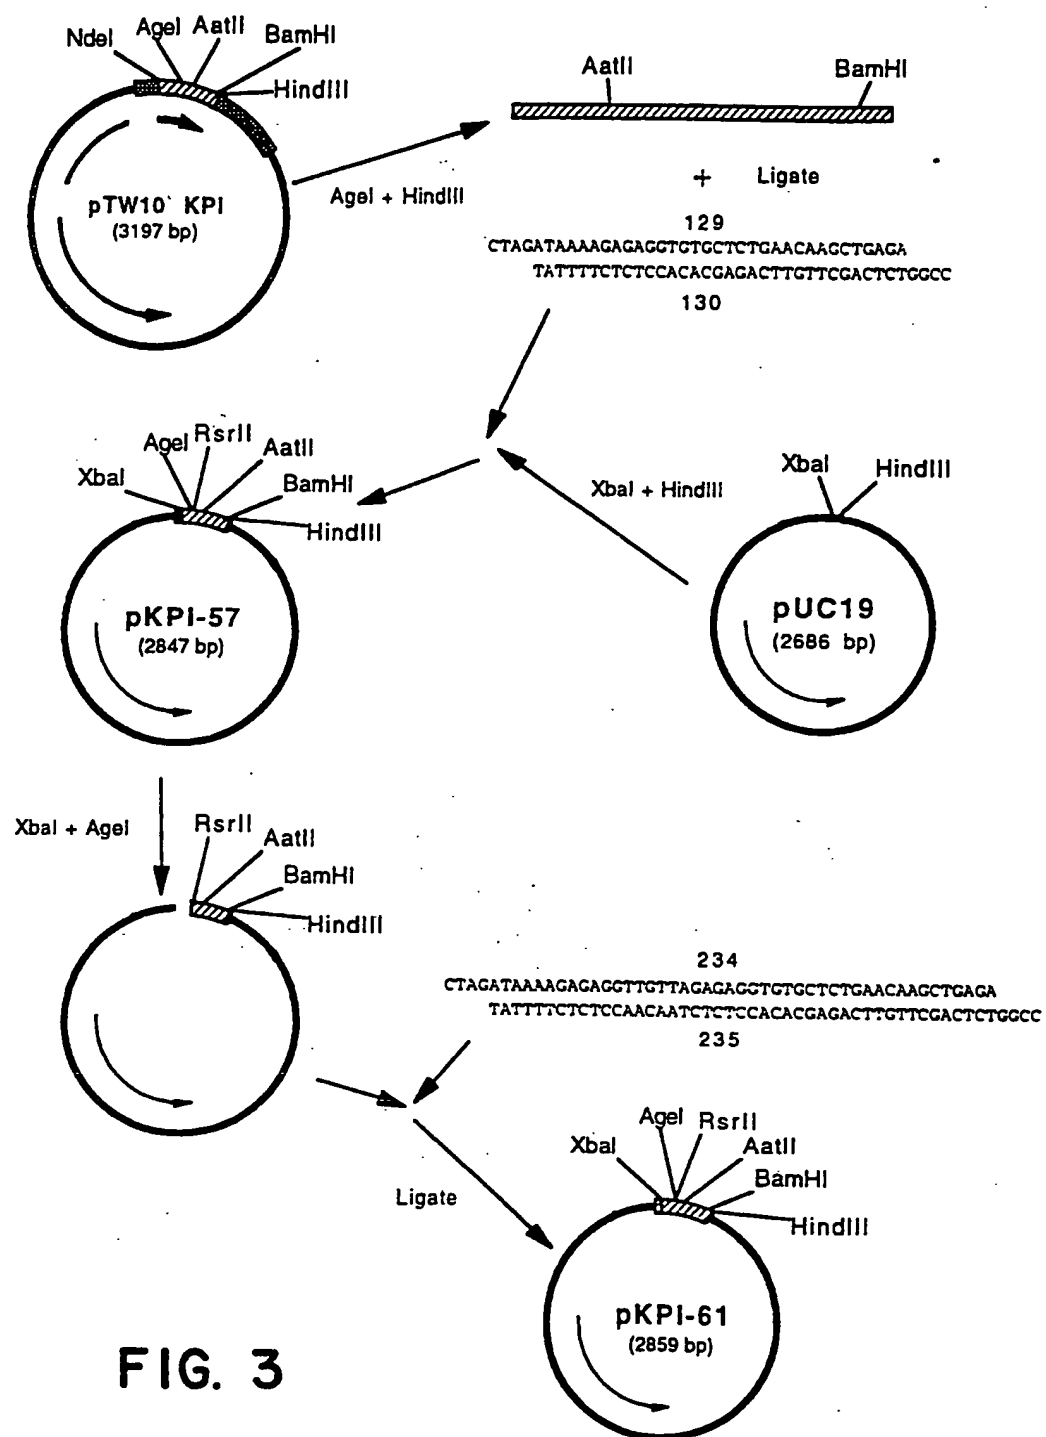 NdeI
AgeI
AatII
BamHI
HindIII
pTW10` KPI
(3197 bp)
AgeI + HindIII
AatII
BamHI
+ Ligate
129
CTAGATAAAAGAGAGGTGTGCTCTGAACAAGCTGAGA
TATTTTCTCTCCACACGAGACTTGTTCGACTCTGGCC
130
XbaI
AgeI
RsrII
AatII
BamHI
HindIII
pKPI-57
(2847 bp)
XbaI + HindIII
XbaI
HindIII
pUC19
(2686 bp)
XbaI + AgeI
RsrII
AatII
BamHI
HindIII
234
CTAGATAAAAGAGAGGTTGTTAGAGAGGTGTGCTCTGAACAAGCTGAGA
TATTTTCTCTCCAACAATCTCTCCACACGAGACTTGTTCGACTCTGGCC
235
Ligate
XbaI
AgeI
RsrII
AatII
BamHI
HindIII
pKPI-61
(2859 bp)
FIG. 3